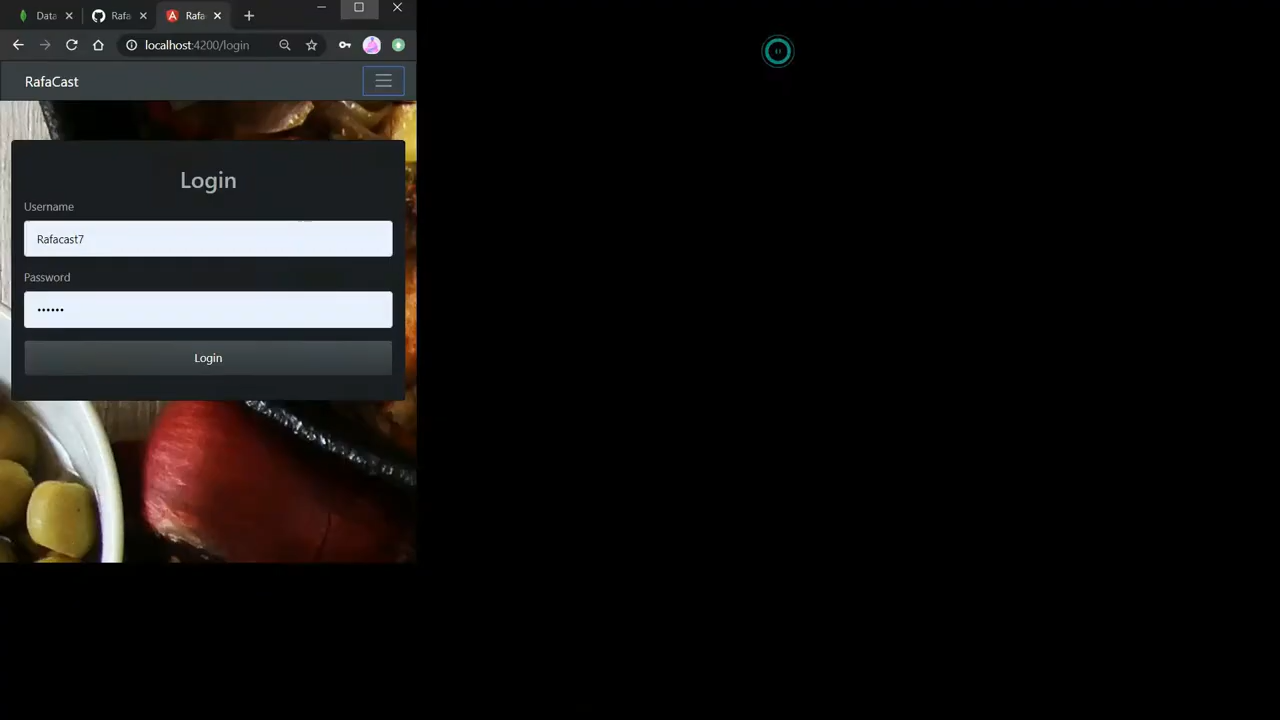 Data
Rafa
Rafa
localhost:4200/login
RafaCast
Login
Username
Rafacast7
Password
••••••
Login